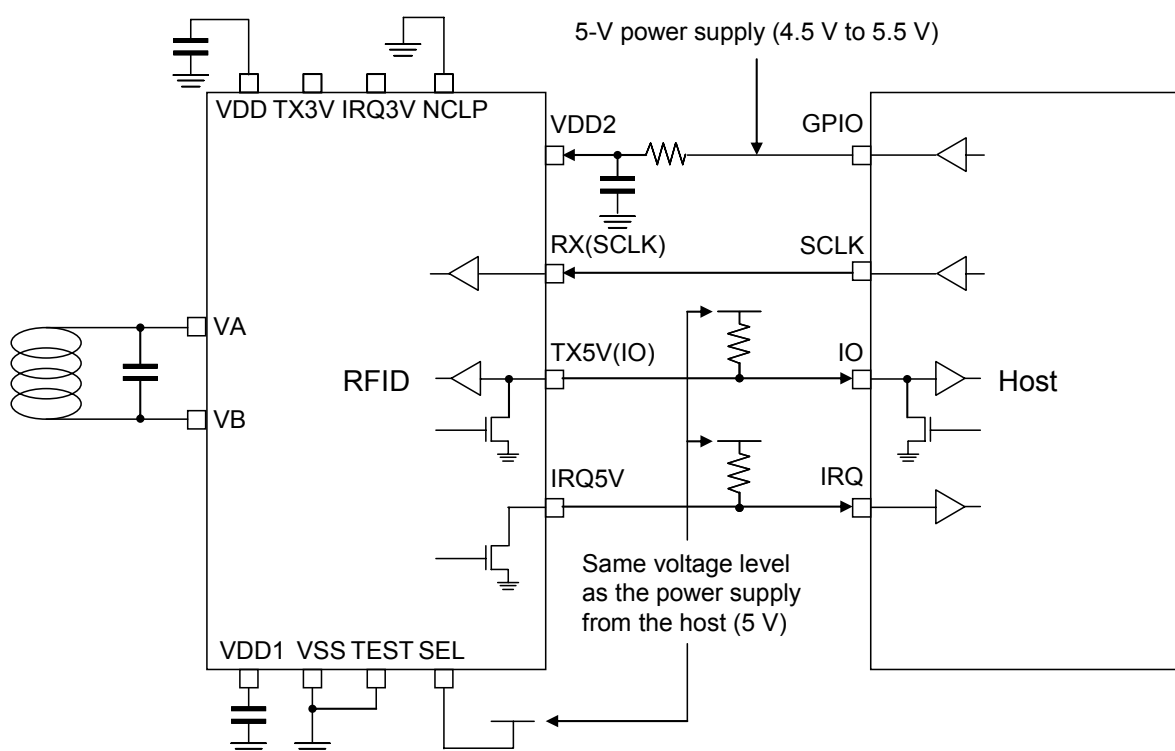 5-V power supply (4.5 V to 5.5 V)
VDD TX3V IRQ3V NCLP
VDD2
GPIO
RX(SCLK)
SCLK
VA
TX5V(IO)
IO
RFID
Host
VB
IRQ5V
IRQ
Same voltage level
as the power supply
from the host (5 V)
VDD1 VSS TEST SEL